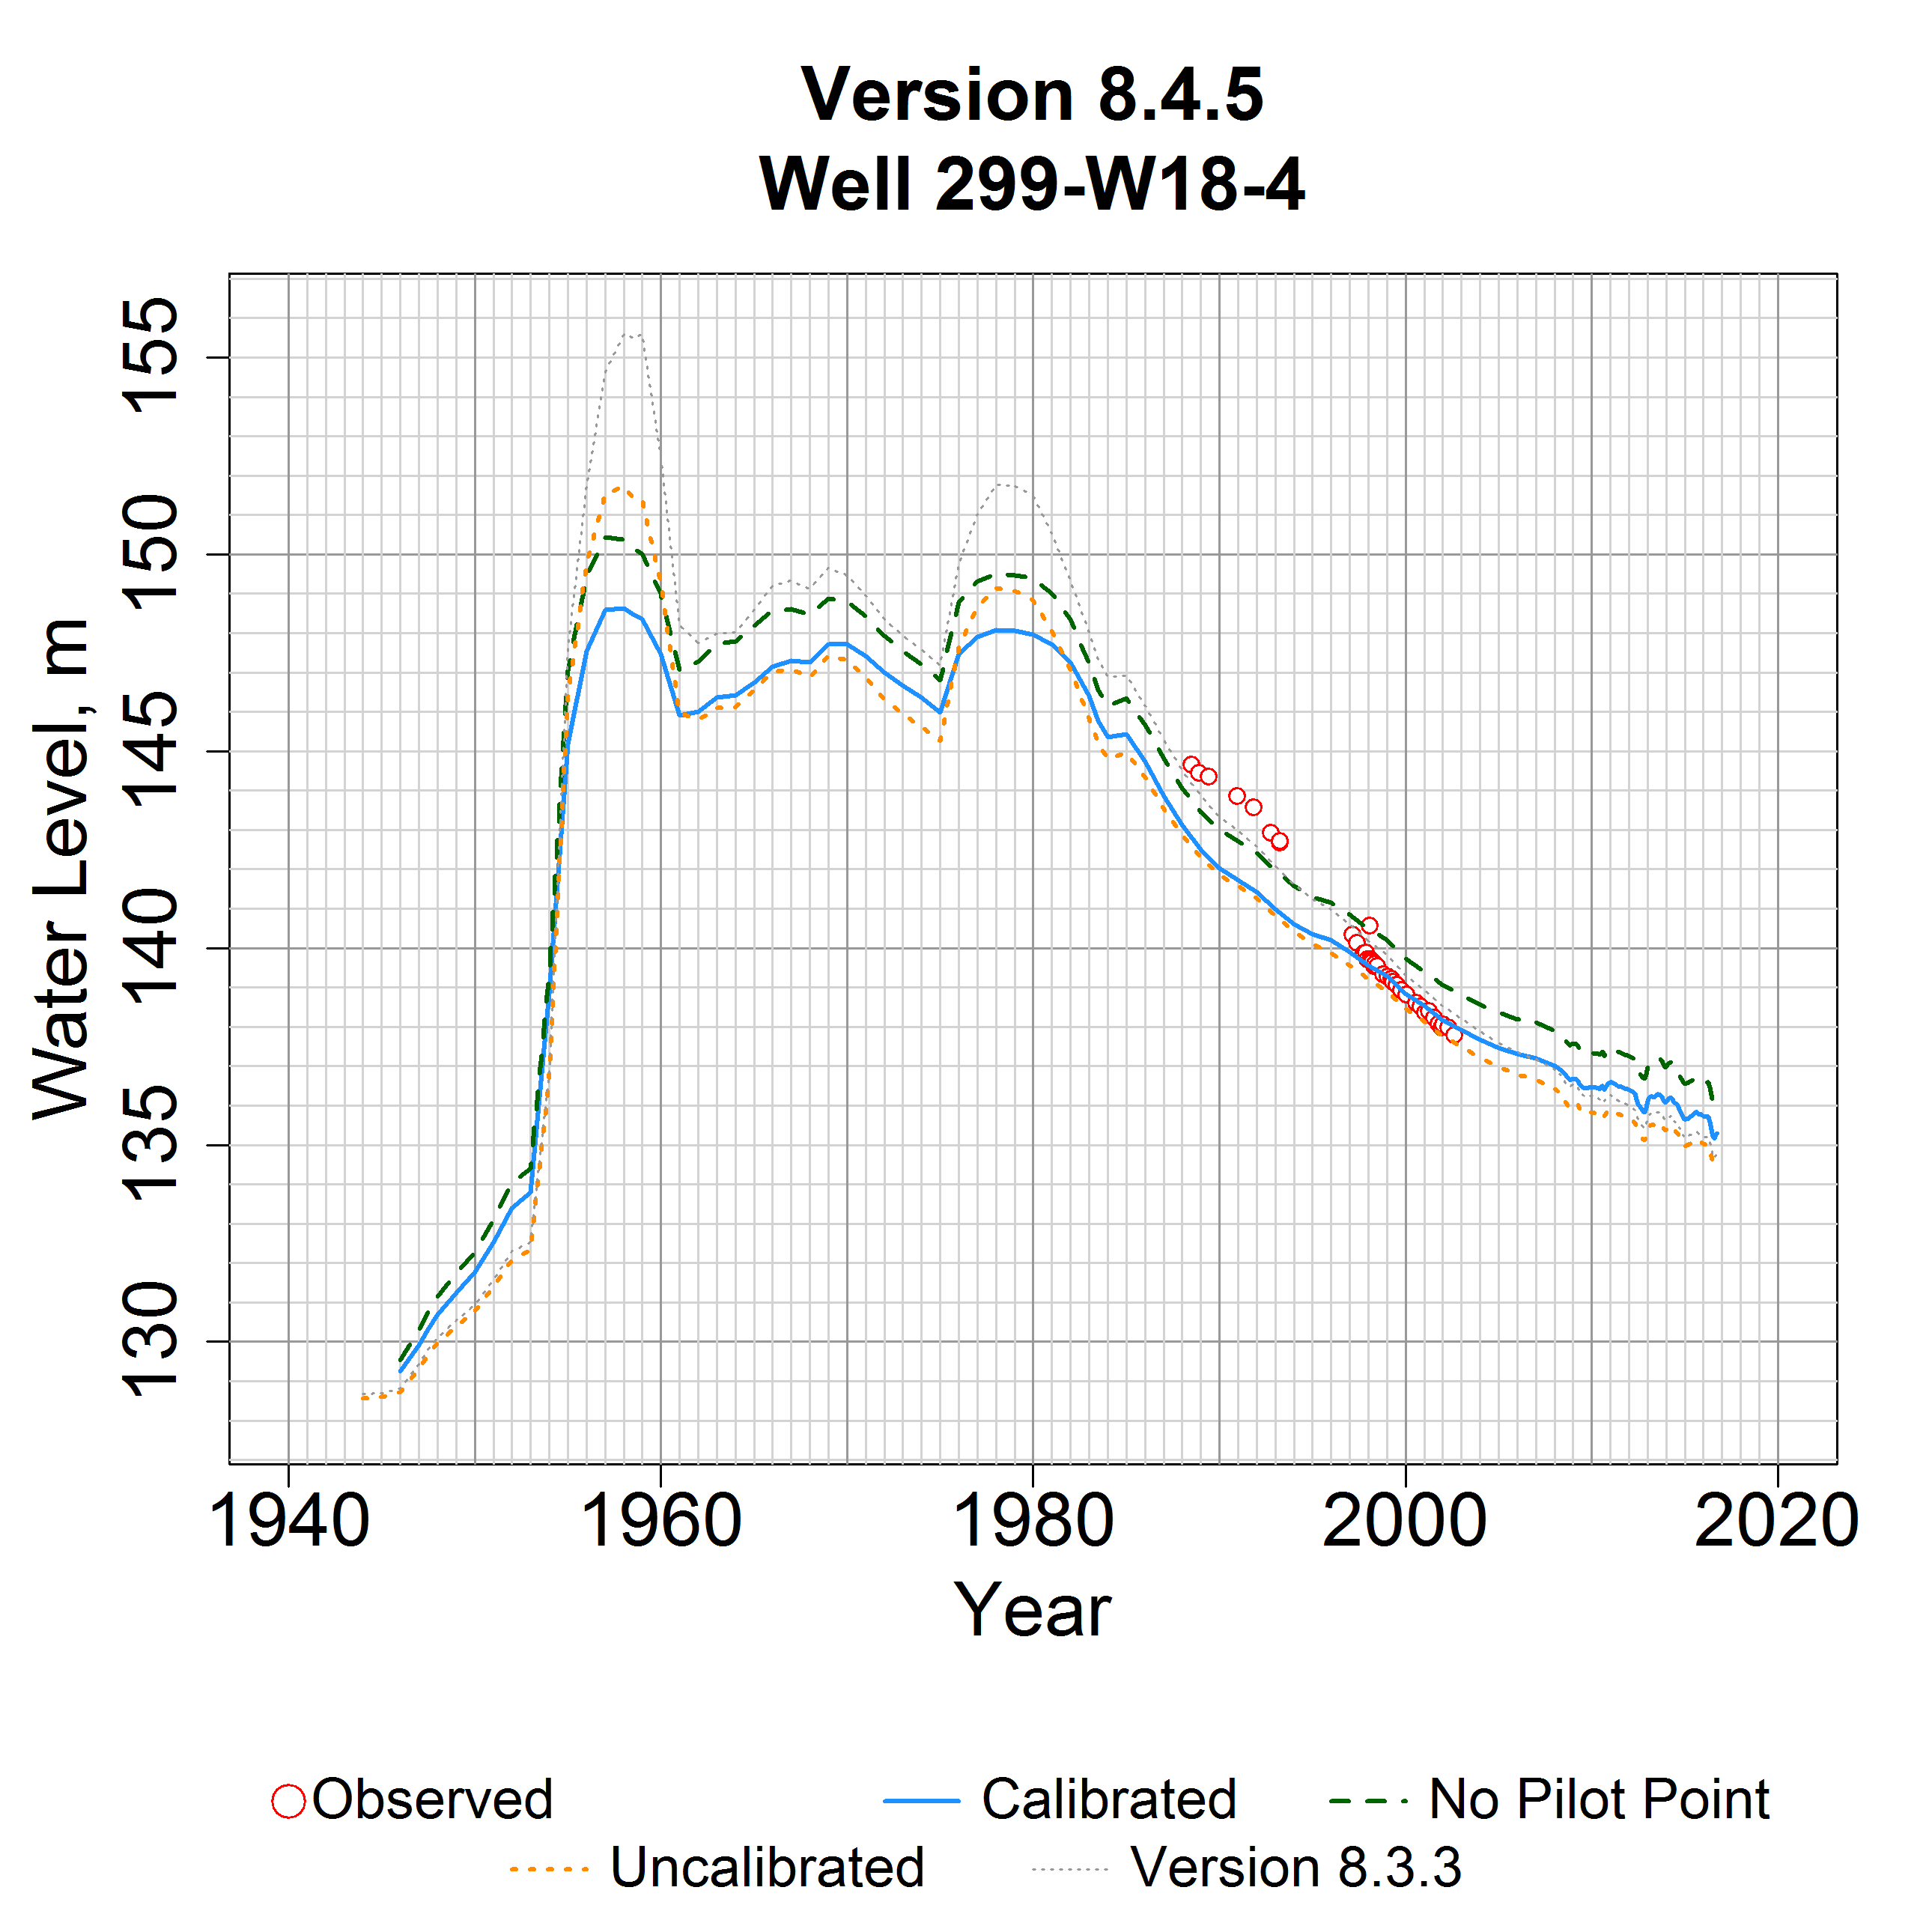 Version 8.4.5
Well 299-W18-4
Water Level, m
155
150
145
140
135
130
1940 1960 1980 2000 2020
Year
Observed Calibrated No Pilot Point
Uncalibrated Version 8.3.3